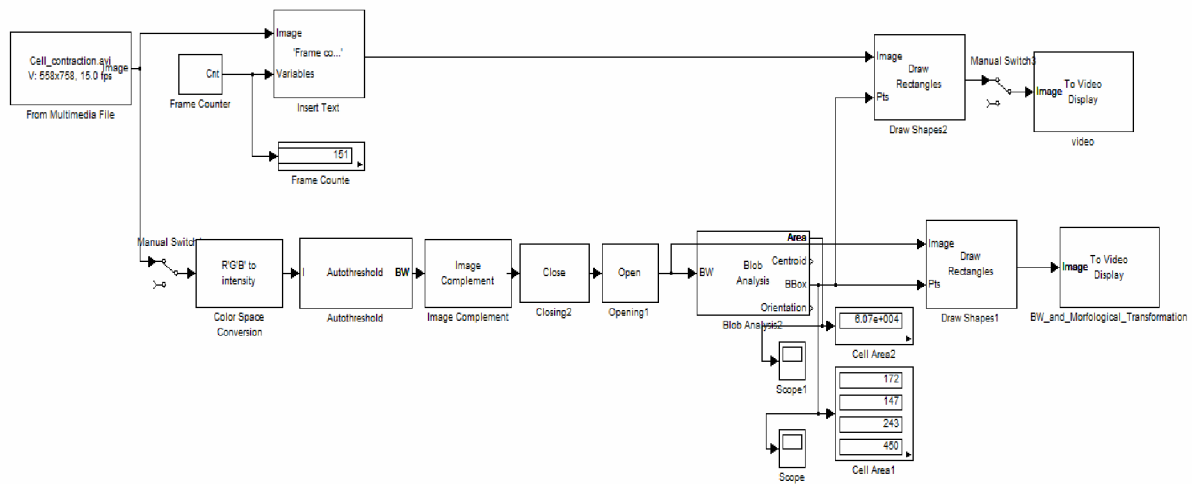 Cell_contraction.avi
V: 558x758, 15.0 fps
Image
From Multimedia File
Cnt
Frame Counter
Image
'Frame co...'
Variables
Insert Text
151
Frame Counte
Image
Draw
Rectangles
Pts
Draw Shapes2
Manual Switch3
To Video
Image
Display
video
Manual Switch
R'G'B' to
intensity
Color Space
Conversion
I
Autothreshold
BW
Autothreshold
Image
Complement
Image Complement
Close
Closing2
Open
Opening1
BW
Blob
Analysis
Area
Centroid
BBox
Orientation
Blob Analysis2
Image
Draw
Rectangles
Pts
Draw Shapes1
To Video
Image
Display
BW_and_Morfological_Transformation
6.07e+004
Cell Area2
Scope1
172
147
243
450
Cell Area1
Scope